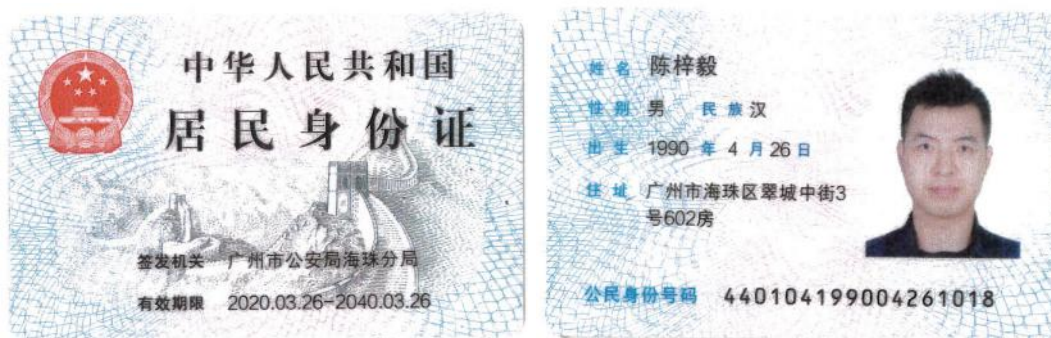 中华人民共和国
居民身份证
签发机关 广州市公安局海珠分局
有效期限 2020.03.26-2040.03.26
姓名 陈梓毅
性别 男 民族 汉
出生 1990 年 4 月 26 日
住址 广州市海珠区翠城中街3
号602房
公民身份号码 440104199004261018